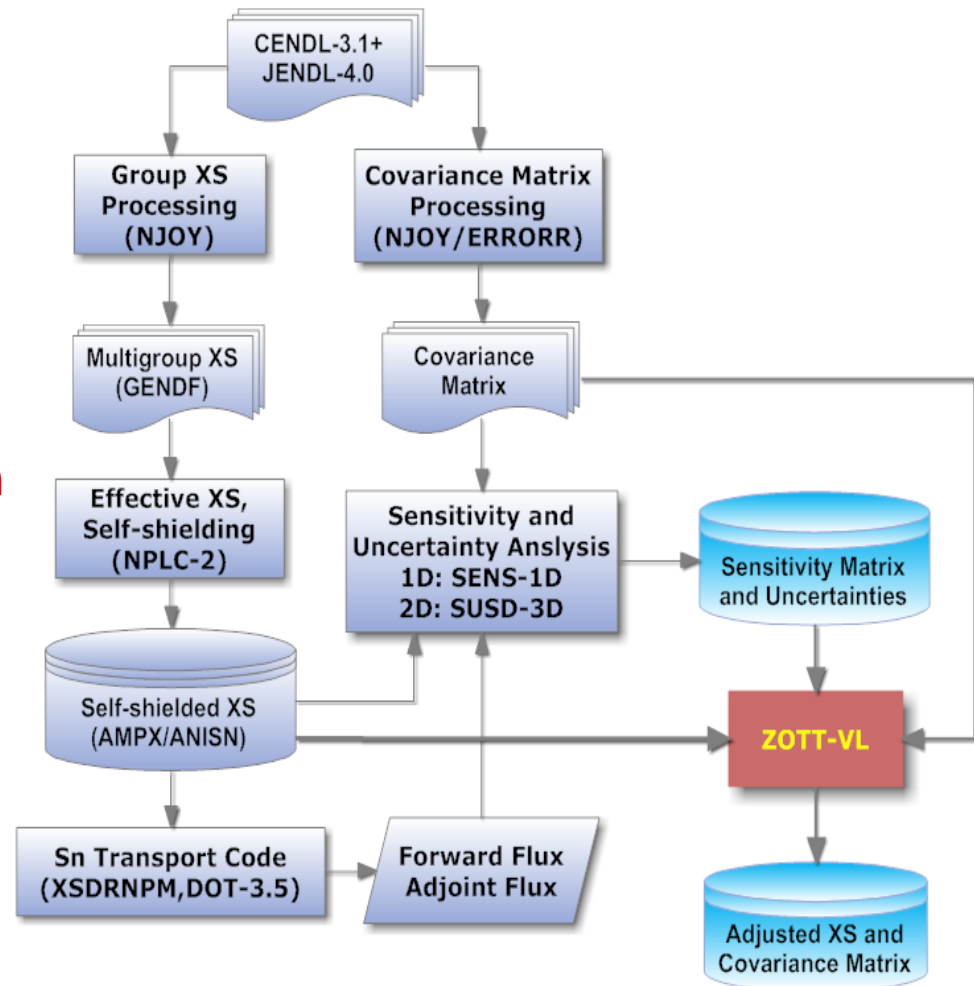 CENDL-3.1+
JENDL-4.0
Group XS
Processing
(NJOY)
Covariance Matrix
Processing
(NJOY/ERRORR)
Multigroup XS
(GENDF)
Covariance
Matrix
Effective XS,
Self-shielding
(NPLC-2)
Sensitivity and
Uncertainty Anslysis
1D: SENS-1D
2D: SUSD-3D
Sensitivity Matrix
and Uncertainties
Self-shielded XS
(AMPX/ANISN)
ZOTT-VL
Sn Transport Code
(XSDRNPM,DOT-3.5)
Forward Flux
Adjoint Flux
Adjusted XS and
Covariance Matrix